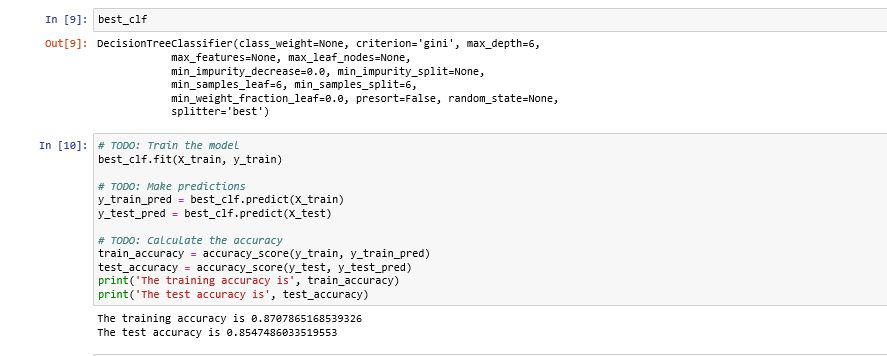 In [9]: best_clf
Out[9]: DecisionTreeClassifier(class_weight=None, criterion='gini', max_depth=6,
            max_features=None, max_leaf_nodes=None,
            min_impurity_decrease=0.0, min_impurity_split=None,
            min_samples_leaf=6, min_samples_split=6,
            min_weight_fraction_leaf=0.0, presort=False, random_state=None,
            splitter='best')
In [10]: # TODO: Train the model
best_clf.fit(X_train, y_train)
# TODO: Make predictions
y_train_pred = best_clf.predict(X_train)
y_test_pred = best_clf.predict(X_test)
# TODO: Calculate the accuracy
train_accuracy = accuracy_score(y_train, y_train_pred)
test_accuracy = accuracy_score(y_test, y_test_pred)
print('The training accuracy is', train_accuracy)
print('The test accuracy is', test_accuracy)
The training accuracy is 0.8707865168539326
The test accuracy is 0.8547486033519553